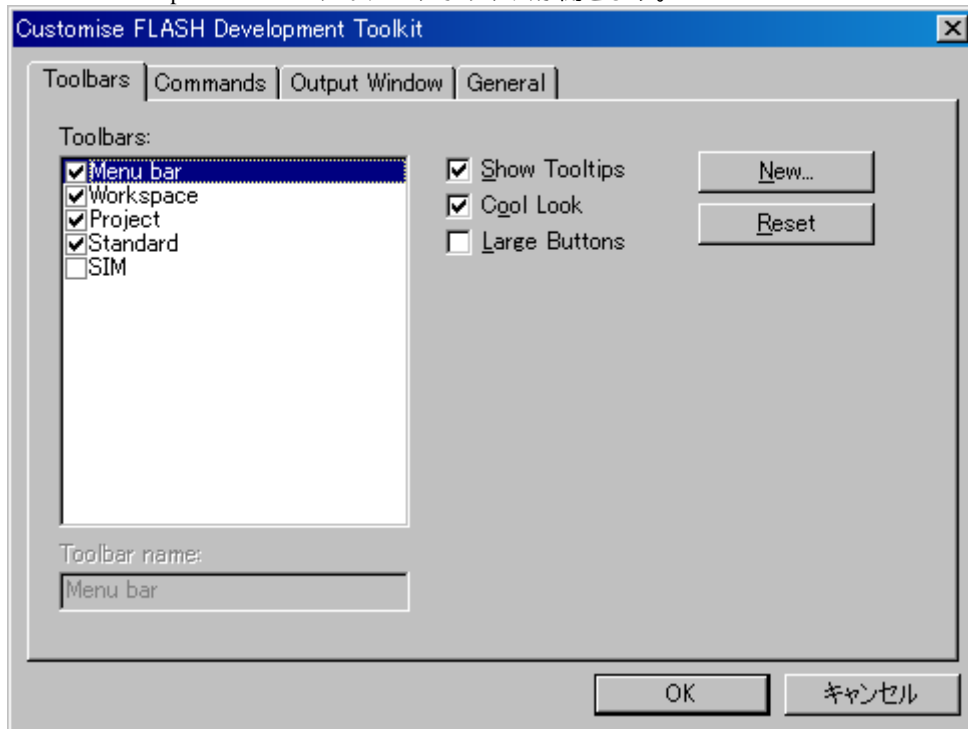 Customise FLASH Development Toolkit
Toolbars Commands Output Window General
Toolbars:
Menu bar
Workspace
Project
Standard
SIM
Show Tooltips
Cool Look
Large Buttons
New...
Reset
Toolbar name:
Menu bar
OK キャンセル